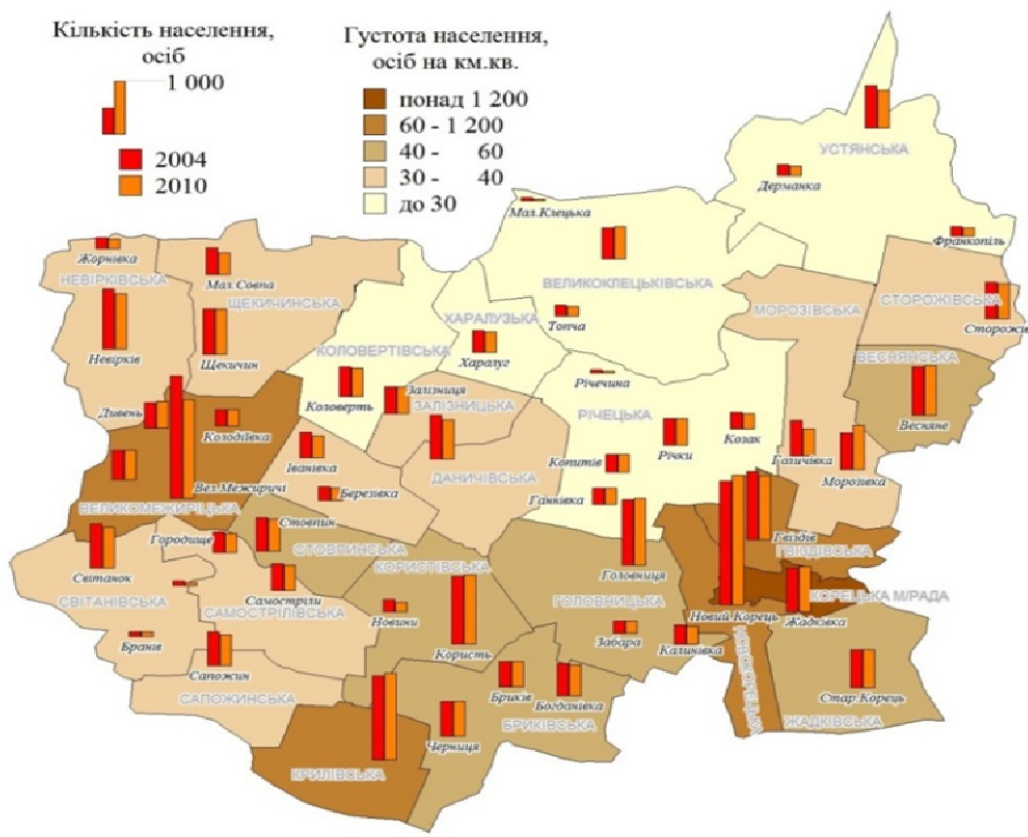 Кількість населення,
осіб
1 000
2004
2010
Густота населення,
осіб на км.кв.
понад 1 200
60 - 1 200
40 - 60
30 - 40
до 30
УСТЯНСЬКА
Дерманка
Мал.Клецька
Франкопіль
Жорнівка
НЕВІРКІВСЬКА
Мал.Совпа
ЩЕКИЧИНСЬКА
ВЕЛИКОКЛЕЦЬКІВСЬКА
МОРОЗІВСЬКА
СТОРОЖІВСЬКА
Сторожів
ХАРАЛУЗЬКА
Топча
Невірків
Щекичин
КОЛОВЕРТІВСЬКА
Харалуг
ВЕСНЯНСЬКА
Річечина
Коловерть
Залізниця
ЗАЛІЗНИЦЬКА
РІЧЕЦЬКА
Дивень
Колодіївка
Весняне
Козак
Річки
Іванівка
Копитів
Галичівка
ДАНИЧІВСЬКА
Морозівка
Вел.Межиричі
Березівка
Ганнівка
ВЕЛИКОМЕЖИРІЦЬКА
Стовпин
Городище
СТОВПИНСЬКА
Гвіздів
ГВІЗДІВСЬКА
КОРИСТІВСЬКА
Світанок
Головниця
СВІТАНІВСЬКА
Самостріли
ГОЛОВНИЦЬКА
КОРЕЦЬКА М/РАДА
САМОСТРІЛІВСЬКА
Новини
Новий Корець
Жадківка
Бранів
Користь
Забара
Калинівка
НОВОКОРЕЦЬКА
Сапожин
САПОЖИНСЬКА
Бриків
Богданівка
Стар.Корець
БРИКІВСЬКА
ЖАДКІВСЬКА
Черниця
КРИЛІВСЬКА